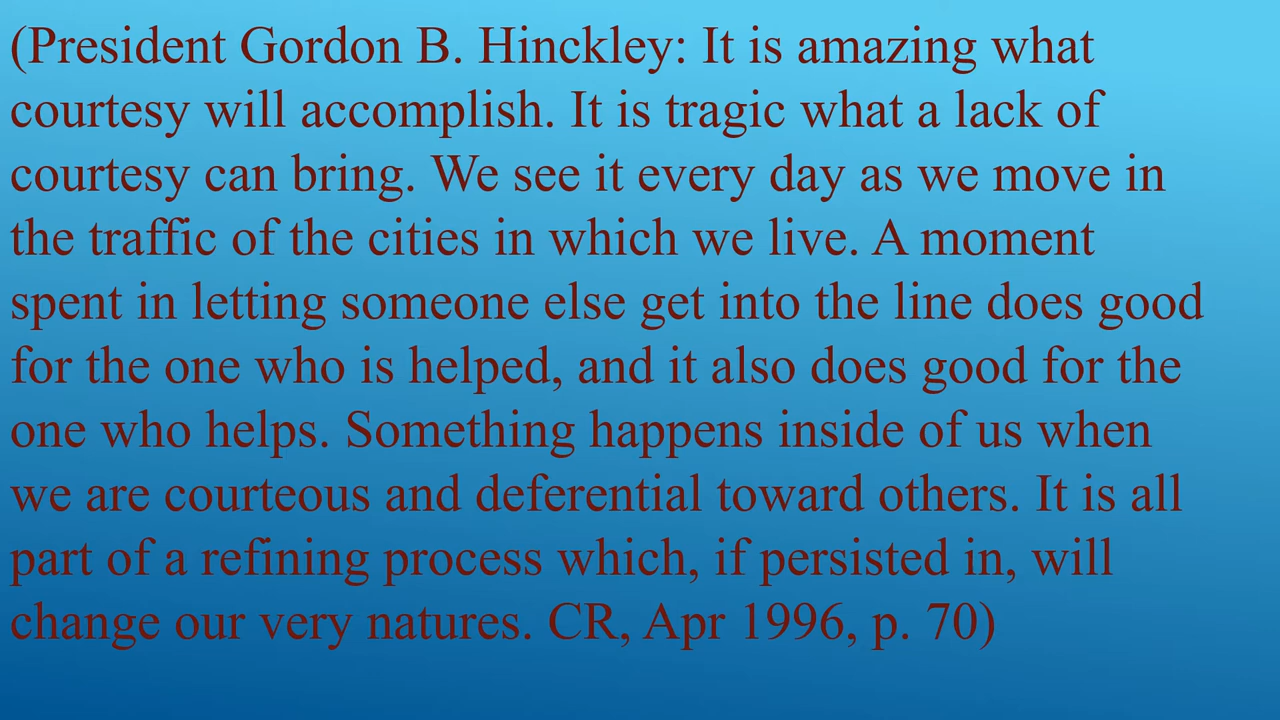 (President Gordon B. Hinckley: It is amazing what
courtesy will accomplish. It is tragic what a lack of
courtesy can bring. We see it every day as we move in
the traffic of the cities in which we live. A moment
spent in letting someone else get into the line does good
for the one who is helped, and it also does good for the
one who helps. Something happens inside of us when
we are courteous and deferential toward others. It is all
part of a refining process which, if persisted in, will
change our very natures. CR, Apr 1996, p. 70)